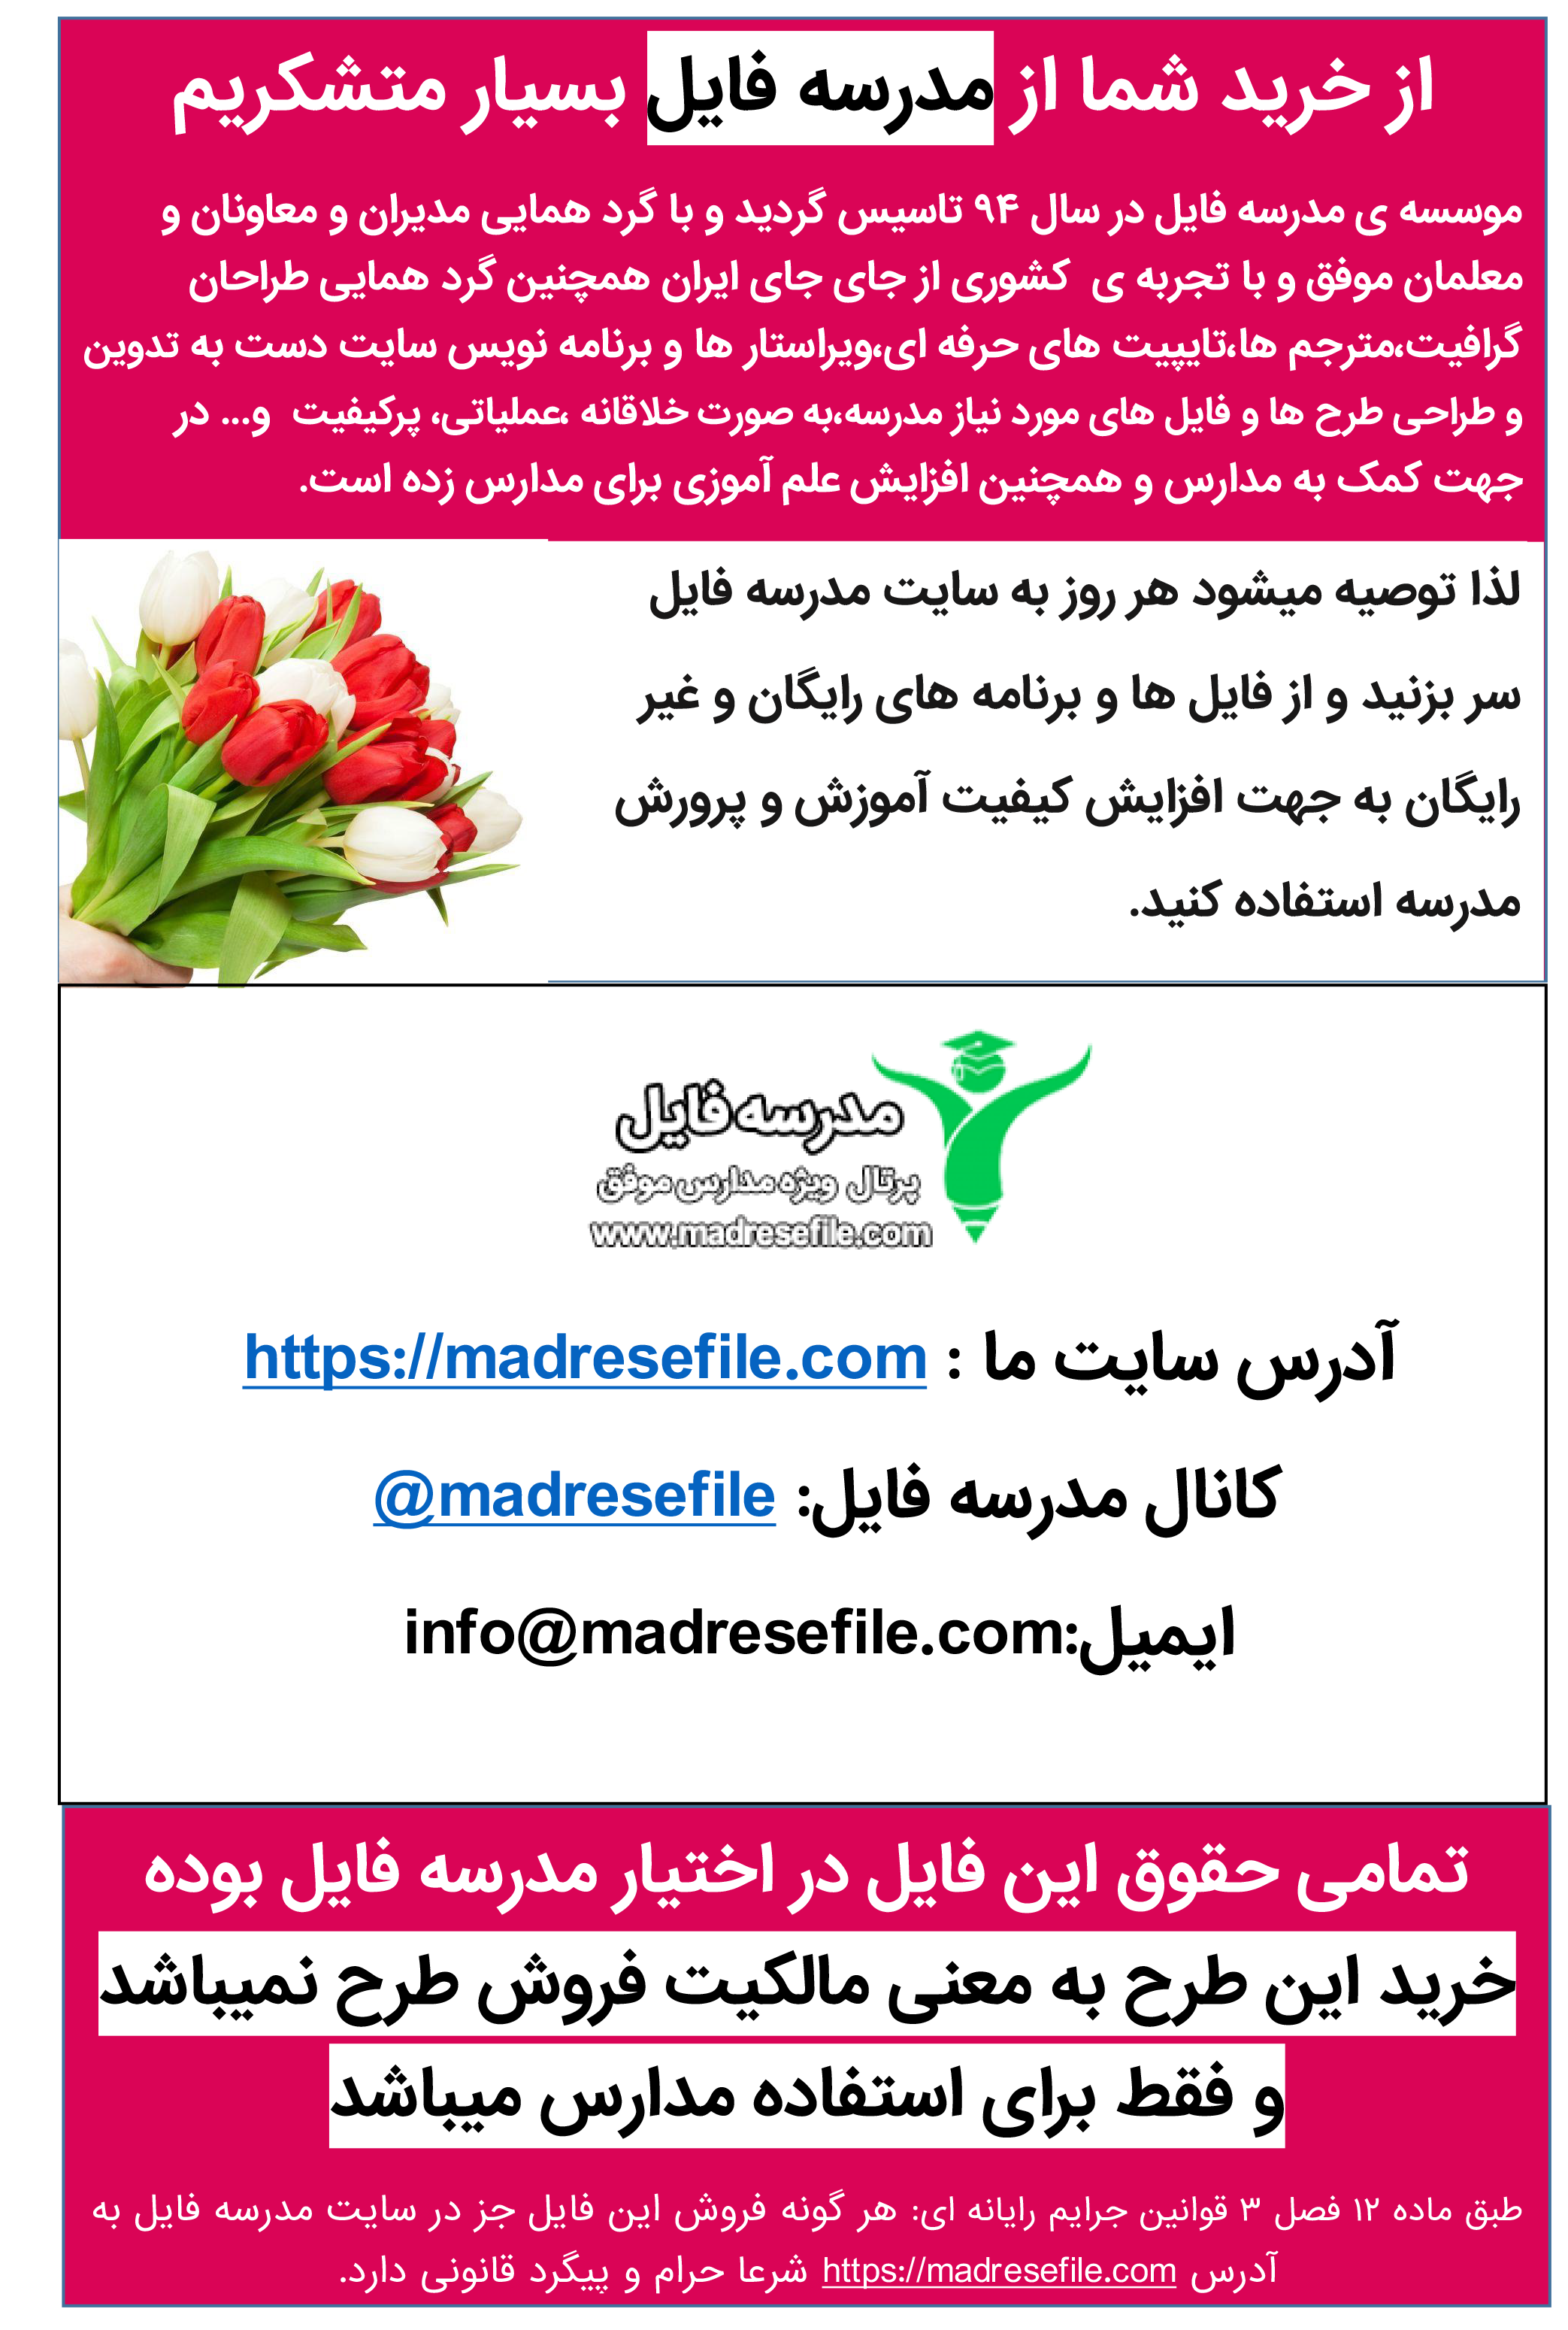 از خرید شما از مدرسه فایل بسیار متشکریم
موسسه ی مدرسه فایل در سال ۹۴ تاسیس گردید و با گرد همایی مدیران و معاونان و
معلمان موفق و با تجربه ی کشوری از جای جای ایران همچنین گرد همایی طراحان
گرافیت،مترجم ها،تایپیت های حرفه ای،ویراستار ها و برنامه نویس سایت دست به تدوین
و طراحی طرح ها و فایل های مورد نیاز مدرسه،به صورت خلاقانه ،عملیاتی، پرکیفیت و... در
جهت کمک به مدارس و همچنین افزایش علم آموزی برای مدارس زده است.
لذا توصیه میشود هر روز به سایت مدرسه فایل
سر بزنید و از فایل ها و برنامه های رایگان و غیر
رایگان به جهت افزایش کیفیت آموزش و پرورش
مدرسه استفاده کنید.
مدرسه فایل
پرتال ویژه مدارس موفق
www.madresefile.com
آدرس سایت ما : https://madresefile.com
کانال مدرسه فایل: @madresefile
ایمیل:info@madresefile.com
تمامی حقوق این فایل در اختیار مدرسه فایل بوده
خرید این طرح به معنی مالکیت فروش طرح نمیباشد
و فقط برای استفاده مدارس میباشد
طبق ماده ۱۲ فصل ۳ قوانین جرایم رایانه ای: هر گونه فروش این فایل جز در سایت مدرسه فایل به
آدرس https://madresefile.com شرعا حرام و پیگرد قانونی دارد.